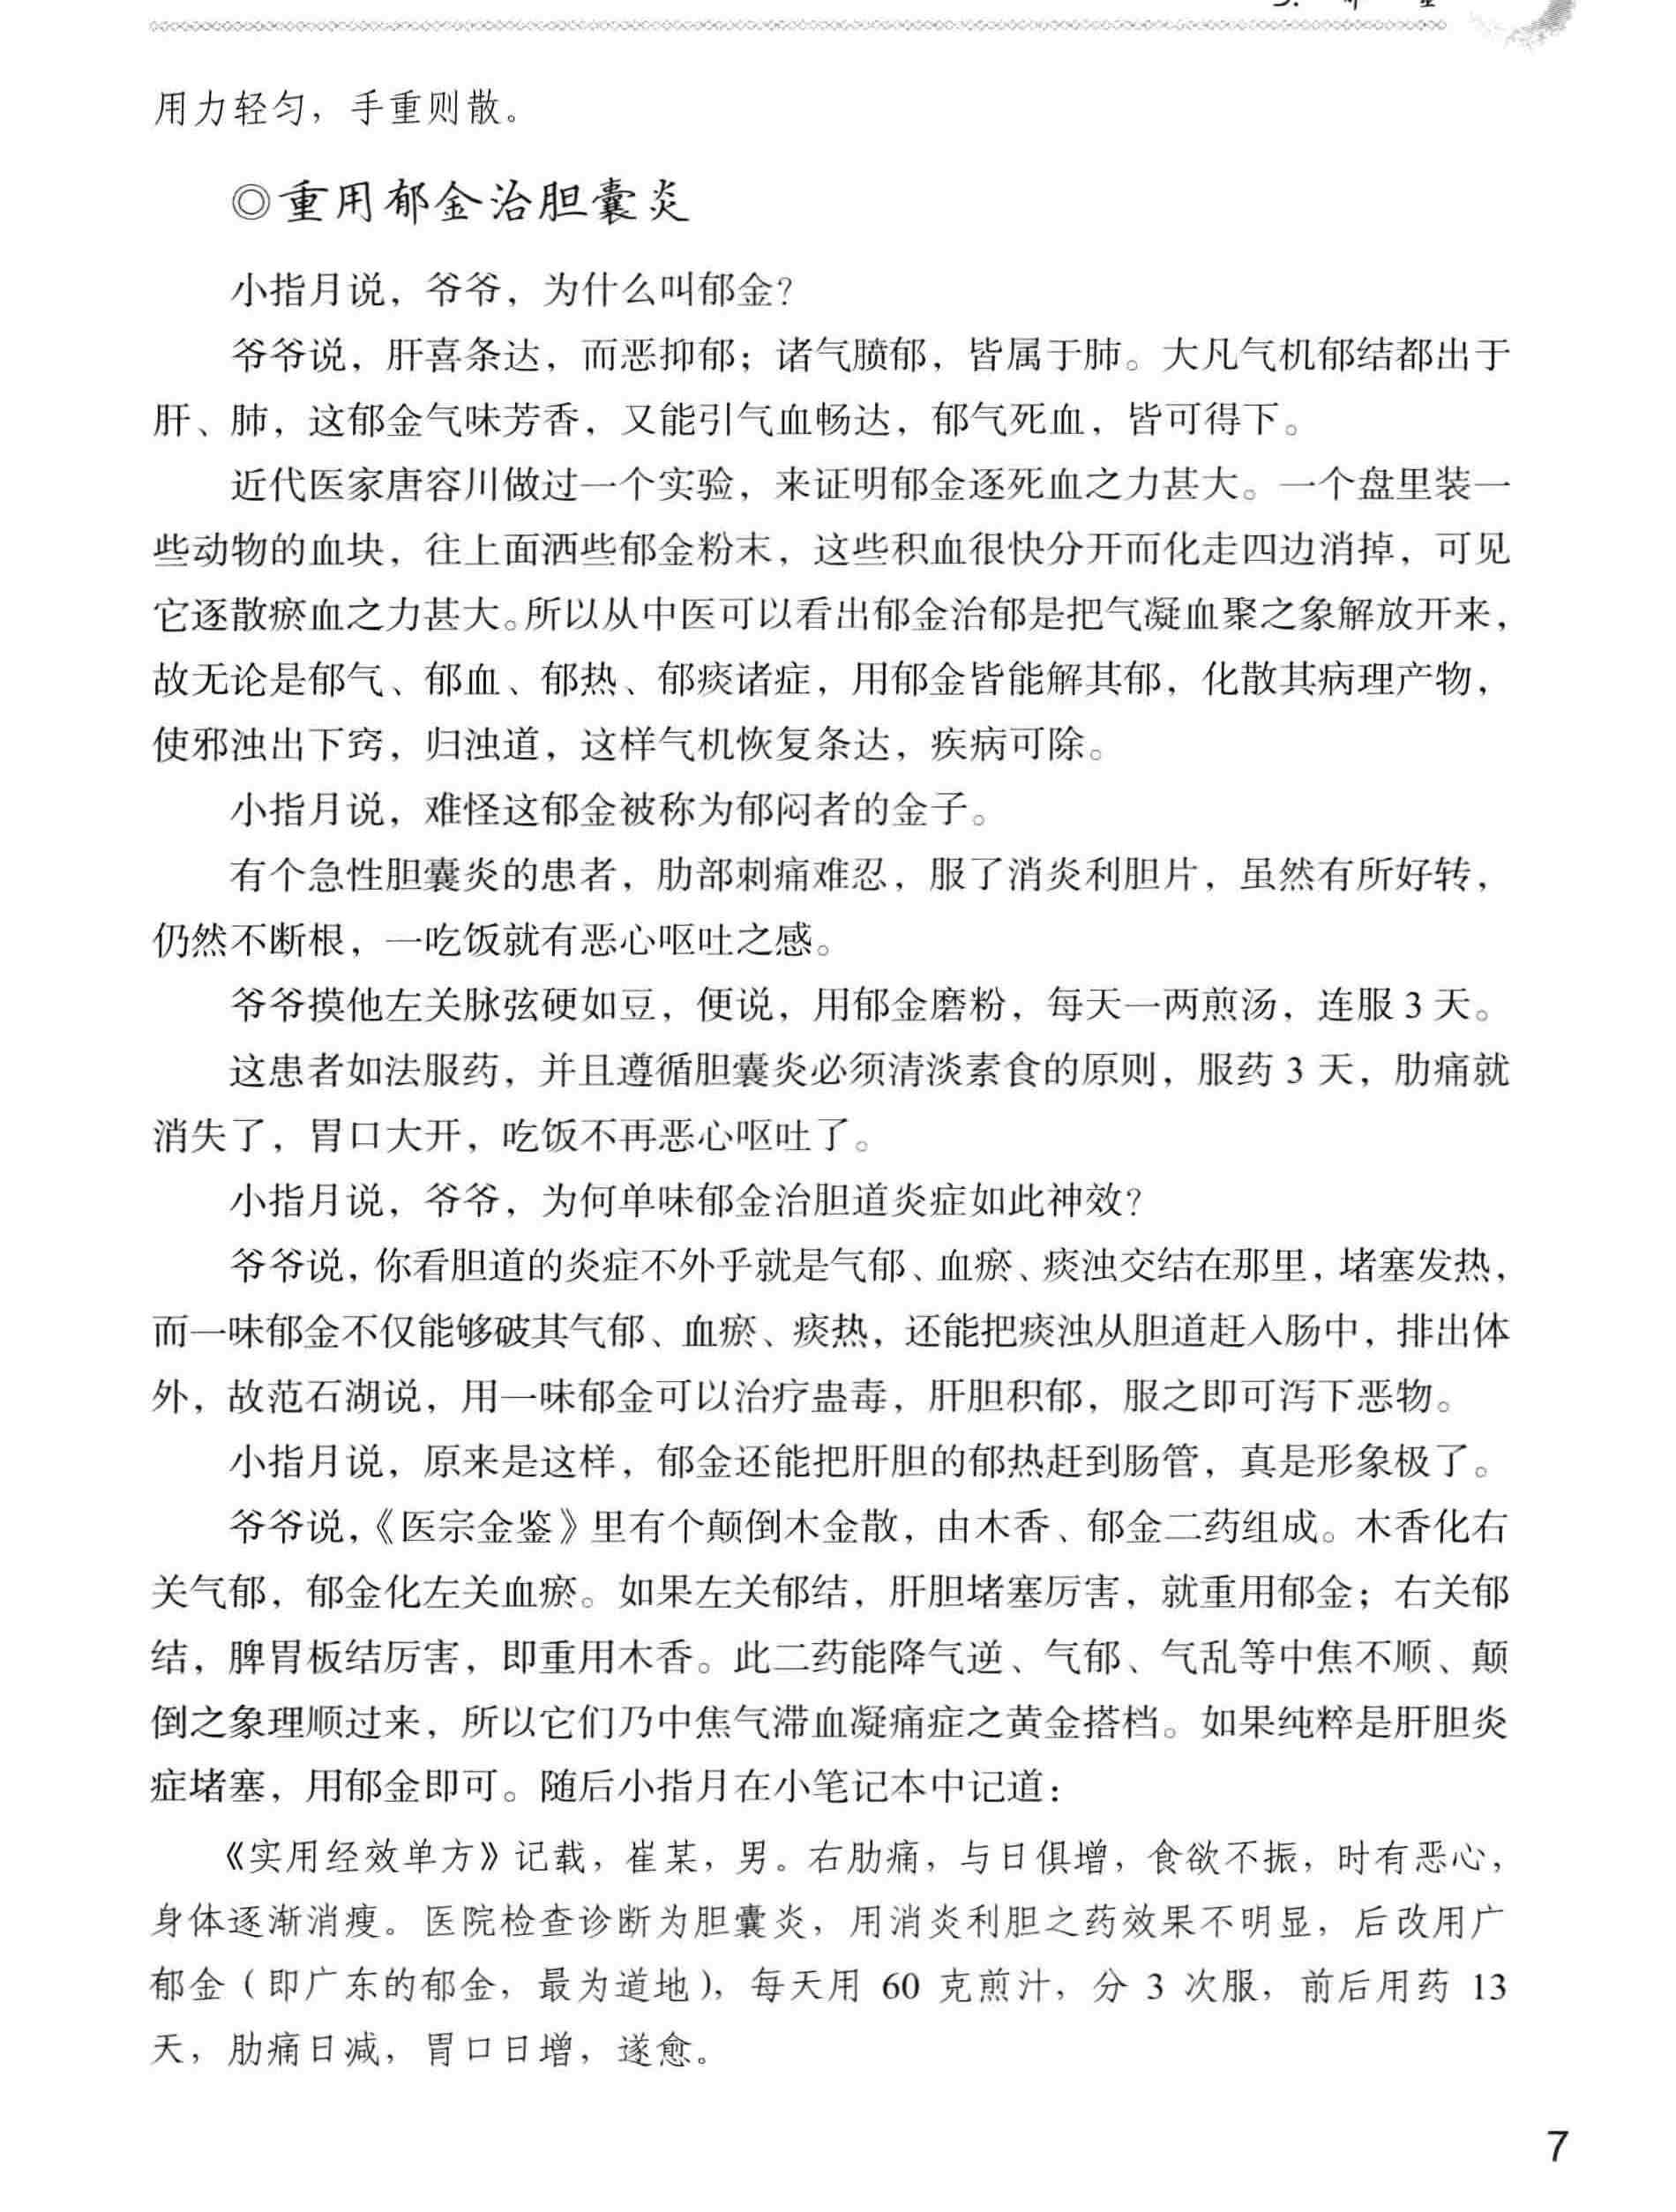 用力轻匀，手重则散。
◎重用郁金治胆囊炎
小指月说，爷爷，为什么叫郁金？
爷爷说，肝喜条达，而恶抑郁；诸气膹郁，皆属于肺。大凡气机郁结都出于
肝、肺，这郁金气味芳香，又能引气血畅达，郁气死血，皆可得下。
近代医家唐容川做过一个实验，来证明郁金逐死血之力甚大。一个盘里装一
些动物的血块，往上面洒些郁金粉末，这些积血很快分开而化走四边消掉，可见
它逐散瘀血之力甚大。所以从中医可以看出郁金治郁是把气凝血聚之象解放开来，
故无论是郁气、郁血、郁热、郁痰诸症，用郁金皆能解其郁，化散其病理产物，
使邪浊出下窍，归浊道，这样气机恢复条达，疾病可除。
小指月说，难怪这郁金被称为郁闷者的金子。
有个急性胆囊炎的患者，肋部刺痛难忍，服了消炎利胆片，虽然有所好转，
仍然不断根，一吃饭就有恶心呕吐之感。
爷爷摸他左关脉弦硬如豆，便说，用郁金磨粉，每天一两煎汤，连服 3 天。
这患者如法服药，并且遵循胆囊炎必须清淡素食的原则，服药 3 天，肋痛就
消失了，胃口大开，吃饭不再恶心呕吐了。
小指月说，爷爷，为何单味郁金治胆道炎症如此神效？
爷爷说，你看胆道的炎症不外乎就是气郁、血瘀、痰浊交结在那里，堵塞发热，
而一味郁金不仅能够破其气郁、血瘀、痰热，还能把痰浊从胆道赶入肠中，排出体
外，故范石湖说，用一味郁金可以治疗蛊毒，肝胆积郁，服之即可泻下恶物。
小指月说，原来是这样，郁金还能把肝胆的郁热赶到肠管，真是形象极了。
爷爷说，《医宗金鉴》里有个颠倒木金散，由木香、郁金二药组成。木香化右
关气郁，郁金化左关血瘀。如果左关郁结，肝胆堵塞厉害，就重用郁金；右关郁
结，脾胃板结厉害，即重用木香。此二药能降气逆、气郁、气乱等中焦不顺、颠
倒之象理顺过来，所以它们乃中焦气滞血凝痛症之黄金搭档。如果纯粹是肝胆炎
症堵塞，用郁金即可。随后小指月在小笔记本中记道：
《实用经效单方》记载，崔某，男。右肋痛，与日俱增，食欲不振，时有恶心，
身体逐渐消瘦。医院检查诊断为胆囊炎，用消炎利胆之药效果不明显，后改用广
郁金（即广东的郁金，最为道地），每天用 60 克煎汁，分 3 次服，前后用药 13
天，肋痛日减，胃口日增，遂愈。
7